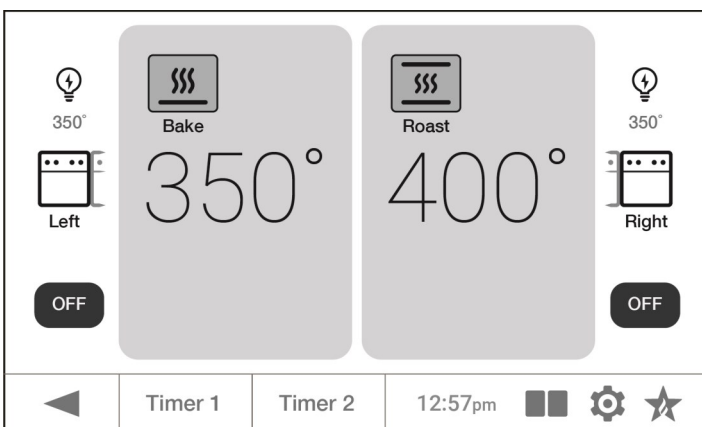 350°
Left
OFF
Bake
350°
Roast
400°
350°
Right
OFF
Timer 1
Timer 2
12:57pm